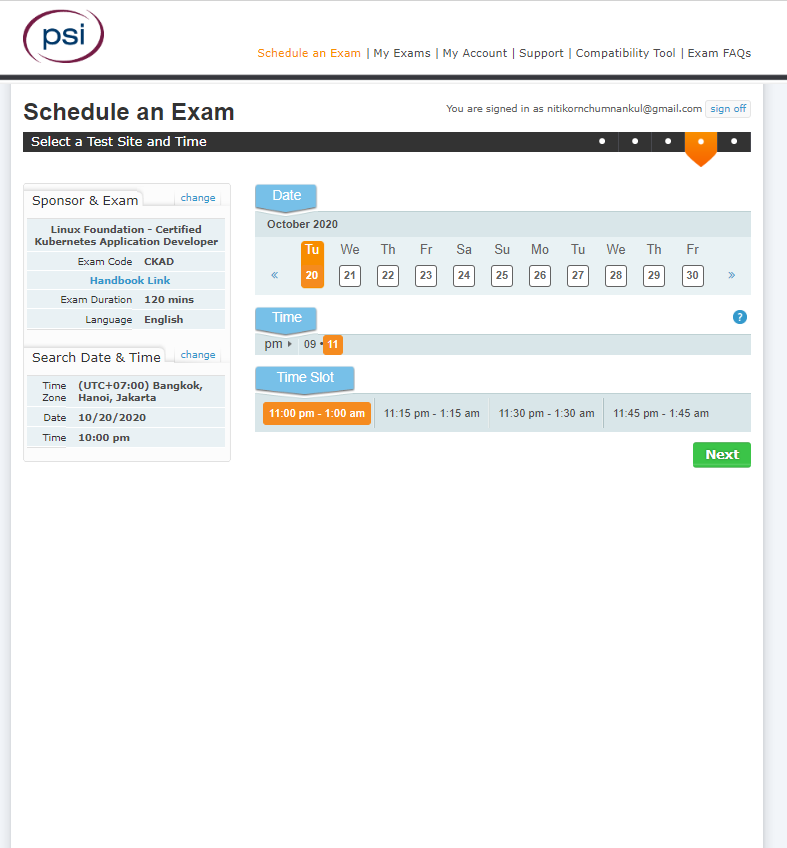 psi
Schedule an Exam | My Exams | My Account | Support | Compatibility Tool | Exam FAQs
Schedule an Exam
You are signed in as nitikornchumnankul@gmail.com sign off
Select a Test Site and Time
Sponsor & Exam change
Linux Foundation - Certified
Kubernetes Application Developer
Exam Code CKAD
Handbook Link
Exam Duration 120 mins
Language English
Search Date & Time change
Time Zone (UTC+07:00) Bangkok, Hanoi, Jakarta
Date 10/20/2020
Time 10:00 pm
Date
October 2020
Tu We Th Fr Sa Su Mo Tu We Th Fr
« 20 21 22 23 24 25 26 27 28 29 30 »
Time ?
pm 09 • 11
Time Slot
11:00 pm - 1:00 am 11:15 pm - 1:15 am 11:30 pm - 1:30 am 11:45 pm - 1:45 am
Next